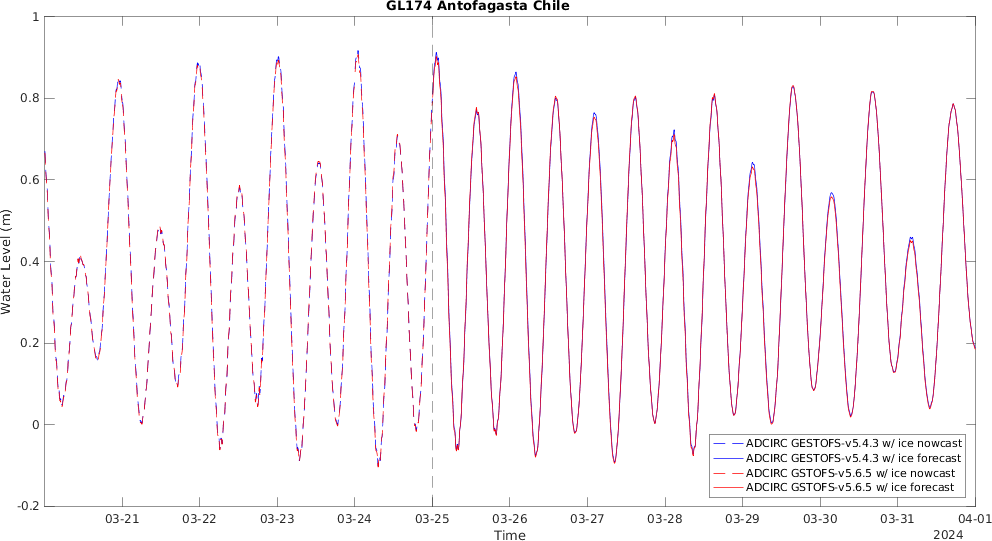 GL174 Antofagasta Chile
1
0.8
0.6
0.4
0.2
0
-0.2
Water Level (m)
03-21 03-22 03-23 03-24 03-25 03-26 03-27 03-28 03-29 03-30 03-31 04-01
Time
2024
ADCIRC GESTOFS-v5.4.3 w/ ice nowcast
ADCIRC GESTOFS-v5.4.3 w/ ice forecast
ADCIRC GSTOFS-v5.6.5 w/ ice nowcast
ADCIRC GSTOFS-v5.6.5 w/ ice forecast